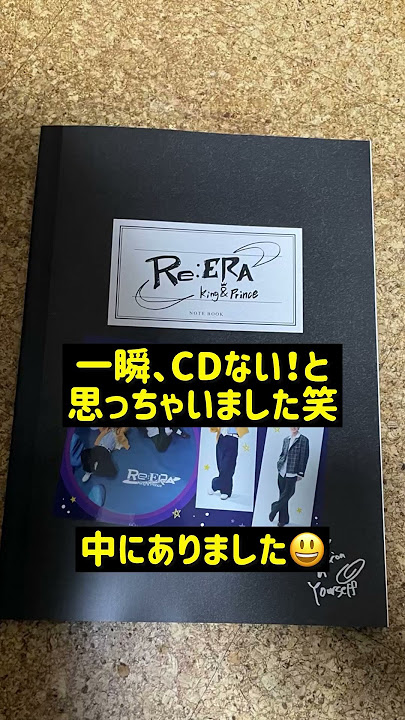 Re:ERA
King & Prince
NOTE BOOK
一瞬、CDない！と
思っちゃいました笑
Re:ERA
中にありました😃
in
Yourself